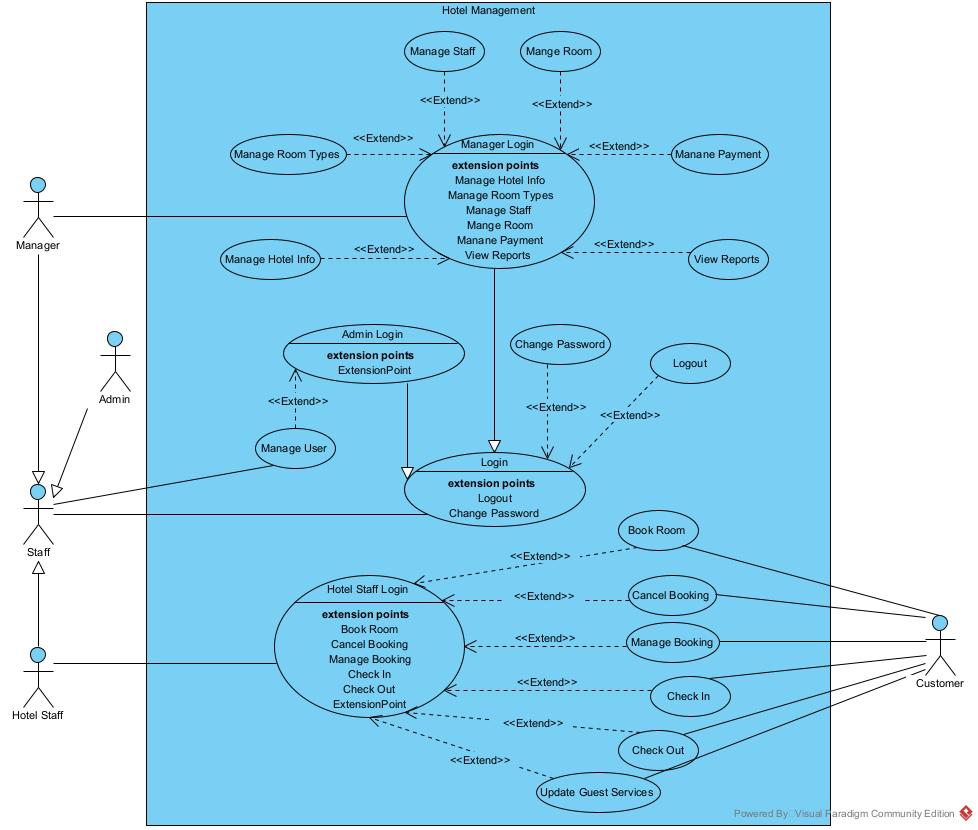 Hotel Management
Manage Staff
Mange Room
<<Extend>>
<<Extend>>
Manage Room Types
<<Extend>>
Manager Login
<<Extend>>
Manane Payment
extension points
Manage Hotel Info
Manage Room Types
Manage Staff
Mange Room
Manane Payment
View Reports
Manager
Manage Hotel Info
<<Extend>>
<<Extend>>
View Reports
Admin Login
extension points
ExtensionPoint
Change Password
Logout
Admin
<<Extend>>
<<Extend>>
<<Extend>>
Manage User
Login
extension points
Logout
Change Password
Staff
Book Room
<<Extend>>
Hotel Staff Login
extension points
Book Room
Cancel Booking
Manage Booking
Check In
Check Out
ExtensionPoint
<<Extend>>
Cancel Booking
<<Extend>>
Manage Booking
<<Extend>>
Check In
Customer
Hotel Staff
<<Extend>>
Check Out
<<Extend>>
Update Guest Services
Powered By Visual Paradigm Community Edition